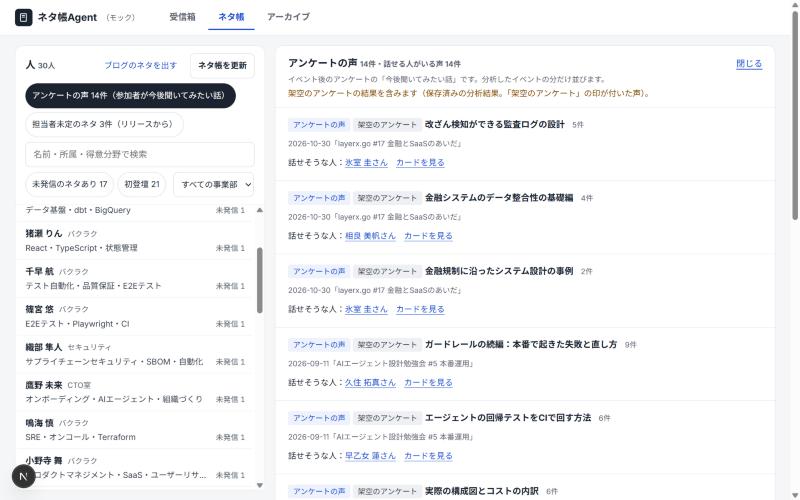 ネタ帳Agent （モック） 受信箱 ネタ帳 アーカイブ
人 30人 ブログのネタを出す ネタ帳を更新
アンケートの声 14件（参加者が今後聞いてみたい話）
担当者未定のネタ 3件（リリースから）
名前・所属・得意分野で検索
未発信のネタあり 17 初登壇 21 すべての事業部
データ基盤・dbt・BigQuery 未発信 1
猪瀬 りん バクラク
React・TypeScript・状態管理 未発信 1
千早 航 バクラク
テスト自動化・品質保証・E2Eテスト 未発信 1
篠宮 悠 バクラク
E2Eテスト・Playwright・CI 未発信 1
織部 隼人 セキュリティ
サプライチェーンセキュリティ・SBOM・自動化 未発信 1
鷹野 未来 CTO室
オンボーディング・AIエージェント・組織づくり 未発信 1
鳴海 慎 バクラク
SRE・オンコール・Terraform 未発信 1
小野寺 舞 バクラク
ロダクトマネジメント・SaaS・ユーザーリサ… 未発信 1
N
アンケートの声 14件・話せる人がいる声 14件 閉じる
イベント後のアンケートの「今後聞いてみたい話」です。分析したイベントの分だけ並びます。
架空のアンケートの結果を含みます（保存済みの分析結果。「架空のアンケート」の印が付いた声）。
アンケートの声 架空のアンケート 改ざん検知ができる監査ログの設計 5件
2026-10-30「layerx.go #17 金融とSaaSのあいだ」
話せそうな人：氷室 圭さん カードを見る
アンケートの声 架空のアンケート 金融システムのデータ整合性の基礎編 4件
2026-10-30「layerx.go #17 金融とSaaSのあいだ」
話せそうな人：相良 美帆さん カードを見る
アンケートの声 架空のアンケート 金融規制に沿ったシステム設計の事例 2件
2026-10-30「layerx.go #17 金融とSaaSのあいだ」
話せそうな人：氷室 圭さん カードを見る
アンケートの声 架空のアンケート ガードレールの続編：本番で起きた失敗と直し方 9件
2026-09-11「AIエージェント設計勉強会 #5 本番運用」
話せそうな人：久住 拓真さん カードを見る
アンケートの声 架空のアンケート エージェントの回帰テストをCIで回す方法 6件
2026-09-11「AIエージェント設計勉強会 #5 本番運用」
話せそうな人：早乙女 蓮さん カードを見る
アンケートの声 架空のアンケート 実際の構成図とコストの内訳 6件